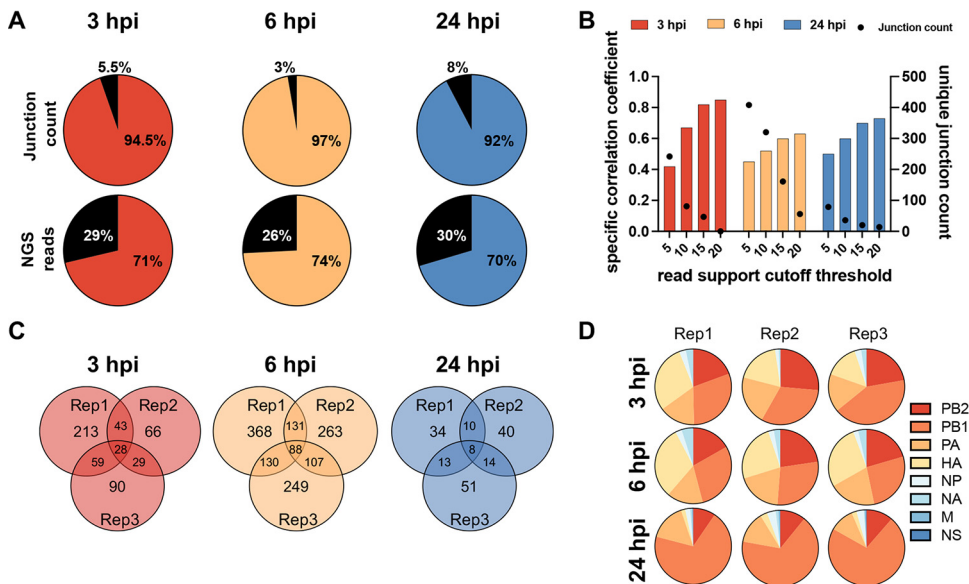 A
3 hpi
6 hpi
24 hpi
Junction count
5.5%
94.5%
3%
97%
8%
92%
NGS reads
29%
71%
26%
74%
30%
70%
B
3 hpi
6 hpi
24 hpi
Junction count
specific correlation coefficient
1.0
0.8
0.6
0.4
0.2
0.0
unique junction count
500
400
300
200
100
0
5 10 15 20
5 10 15 20
5 10 15 20
read support cutoff threshold
C
3 hpi
6 hpi
24 hpi
Rep1
Rep2
213
43
66
28
59
29
90
Rep3
Rep1
Rep2
368
131
263
88
130
107
249
Rep3
Rep1
Rep2
34
10
40
8
13
14
51
Rep3
D
Rep1
Rep2
Rep3
3 hpi
6 hpi
24 hpi
PB2
PB1
PA
HA
NP
NA
M
NS